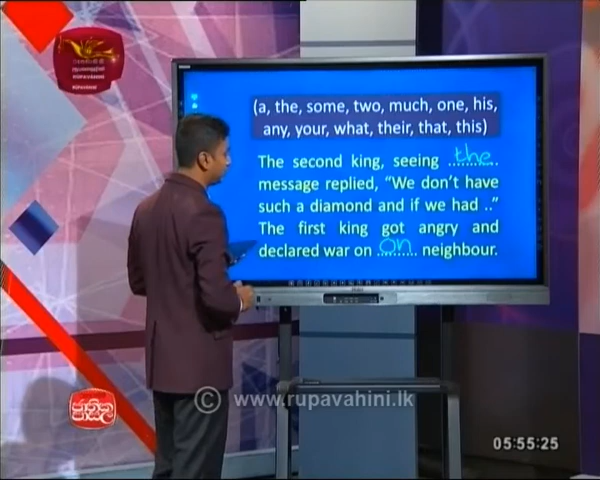 RUPAVAHINI
(a, the, some, two, much, one, his,
any, your, what, their, that, this)
The second king, seeing ..the..
message replied, “We don’t have
such a diamond and if we had ..”
The first king got angry and
declared war on ..on.. neighbour.
© www.rupavahini.lk
05:55:25